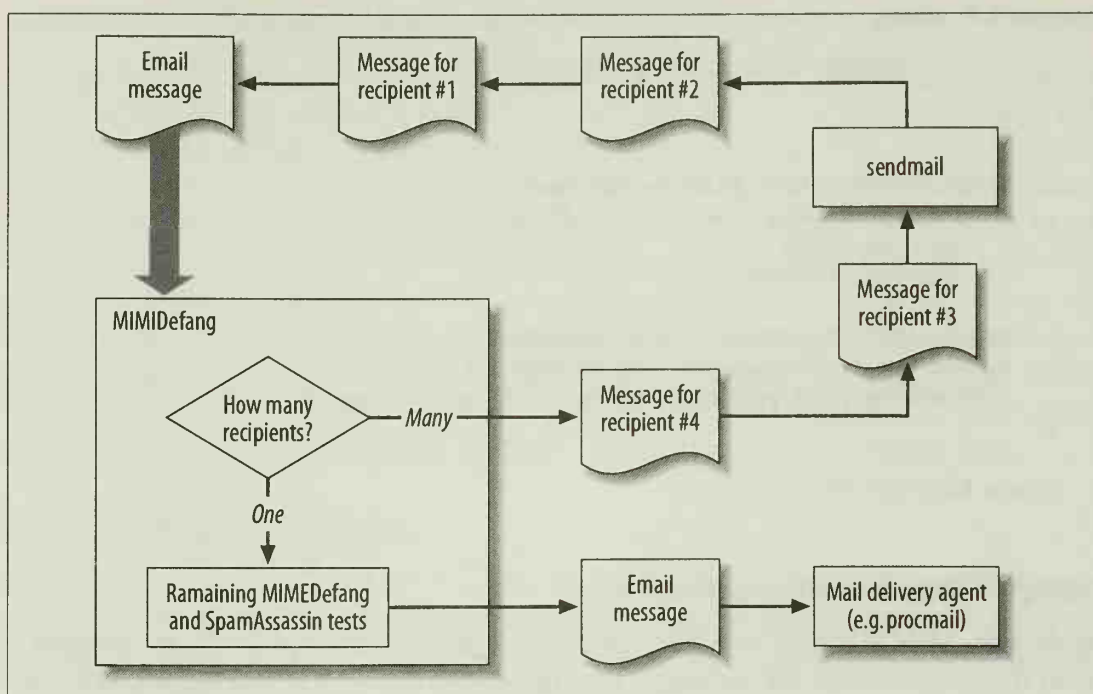 Email
message
Message for
recipient #1
Message for
recipient #2
sendmail
Message for
recipient #3
MIMIDefang
How many
recipients?
Many
Message for
recipient #4
One
Ramaining MIMEDefang
and SpamAssassin tests
Email
message
Mail delivery agent
(e.g. procmail)